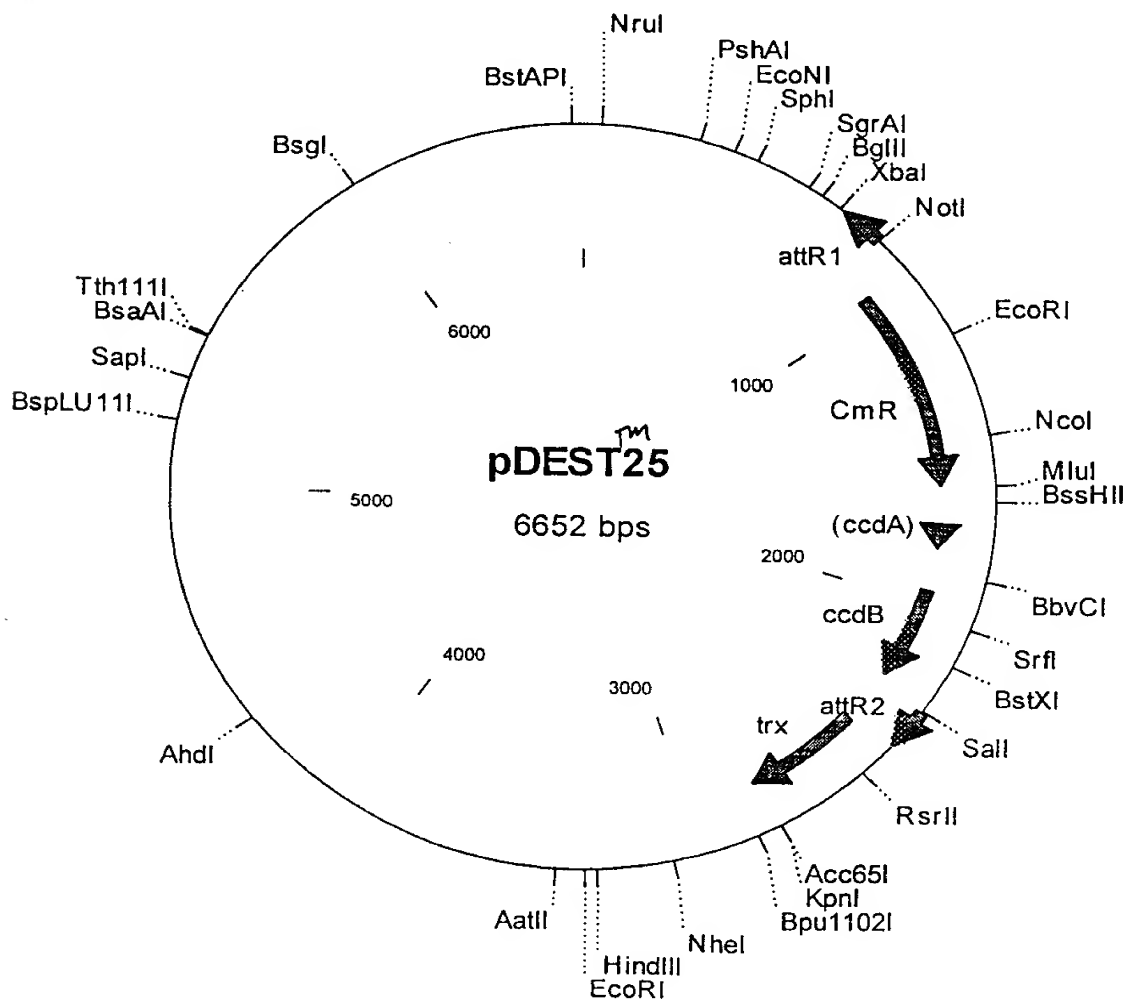 NruI
PshAI
BstAPI
EcoNI
SphI
BsgI
SgrAI
BglII
XbaI
NotI
attR1
Tth111I
EcoRI
BsaAI
6000
SapI
1000
BspLU11I
CmR
NcoI
TM
pDEST25
MluI
5000
BssHII
6652 bps
(ccdA)
2000
BbvCI
ccdB
4000
SrfI
3000
BstXI
attR2
trx
SalI
AhdI
RsrII
Acc65I
KpnI
AatII
Bpu1102I
NheI
HindIII
EcoRI